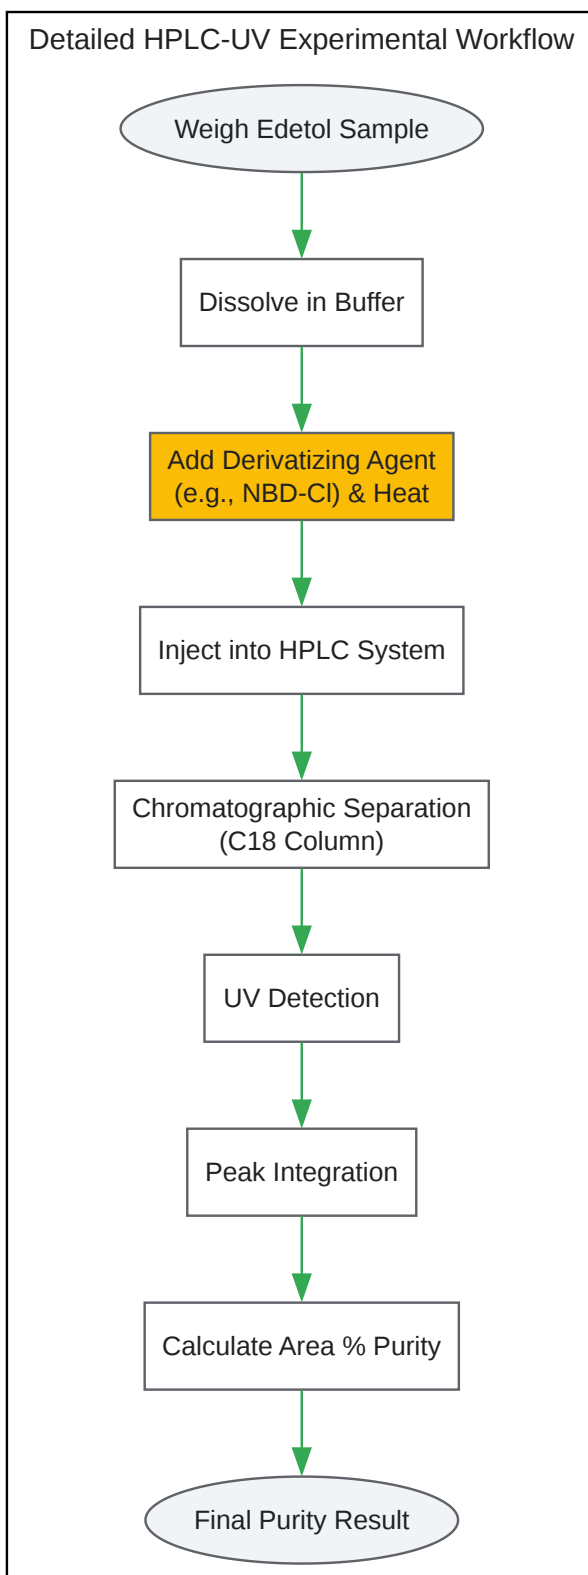 Detailed HPLC-UV Experimental Workflow
Weigh Edetol Sample
Dissolve in Buffer
Add Derivatizing Agent
(e.g., NBD-Cl) & Heat
Inject into HPLC System
Chromatographic Separation
(C18 Column)
UV Detection
Peak Integration
Calculate Area % Purity
Final Purity Result